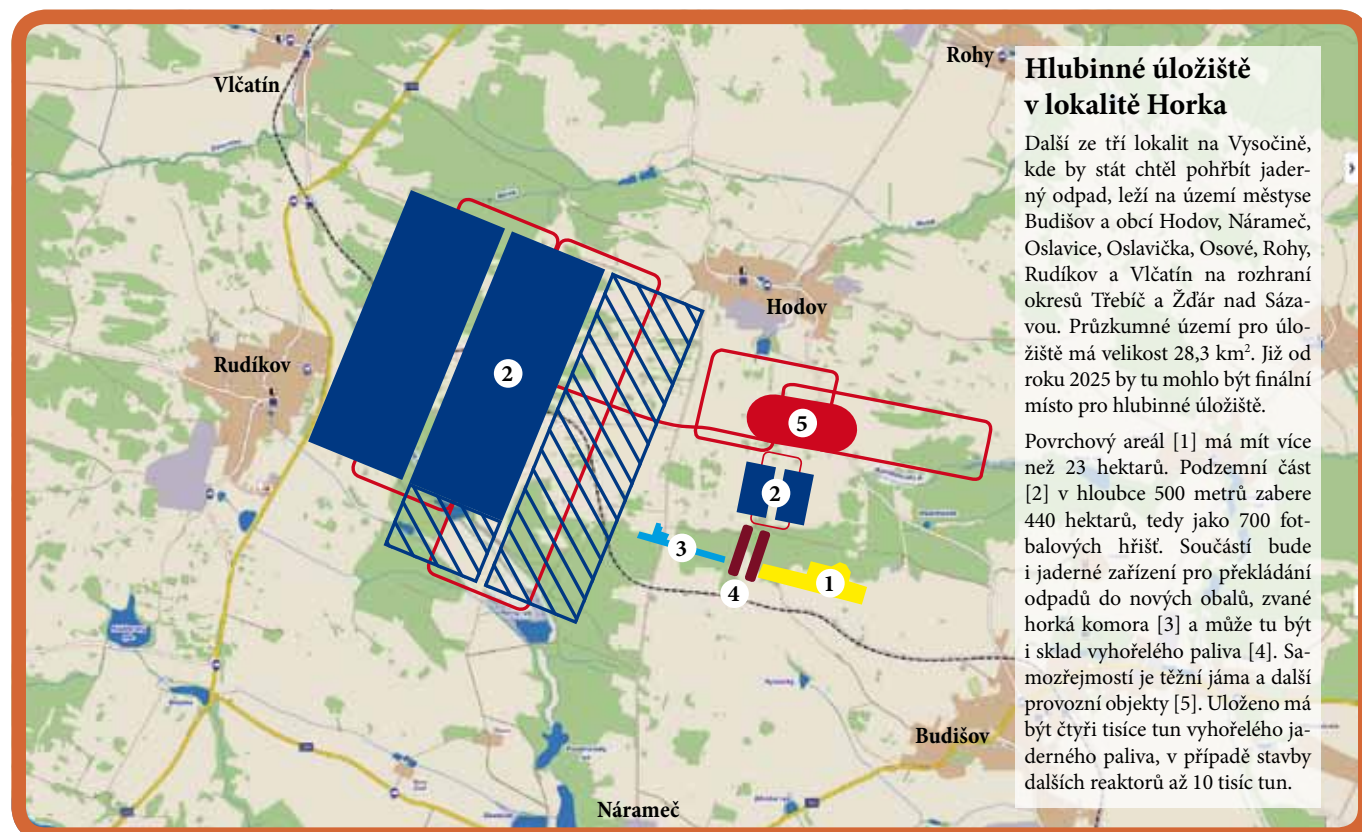 Vlčatín
Rohy
Hodov
Rudíkov
2
5
2
3
4
1
Budišov
Nárameč
Hlubinné úložiště
v lokalitě Horka
Další ze tří lokalit na Vysočině,
kde by stát chtěl pohřbít jader-
ný odpad, leží na území městyse
Budišov a obcí Hodov, Nárameč,
Oslavice, Oslavička, Osové, Rohy,
Rudíkov a Vlčatín na rozhraní
okresů Třebíč a Žďár nad Sáza-
vou. Průzkumné území pro úlo-
žiště má velikost 28,3 km². Již od
roku 2025 by tu mohlo být finální
místo pro hlubinné úložiště.
Povrchový areál [1] má mít více
než 23 hektarů. Podzemní část
[2] v hloubce 500 metrů zabere
440 hektarů, tedy jako 700 fot-
balových hřišť. Součástí bude
i jaderné zařízení pro překládání
odpadů do nových obalů, zvané
horká komora [3] a může tu být
i sklad vyhořelého paliva [4]. Sa-
mozřejmostí je těžní jáma a další
provozní objekty [5]. Uloženo má
být čtyři tisíce tun vyhořelého ja-
derného paliva, v případě stavby
dalších reaktorů až 10 tisíc tun.